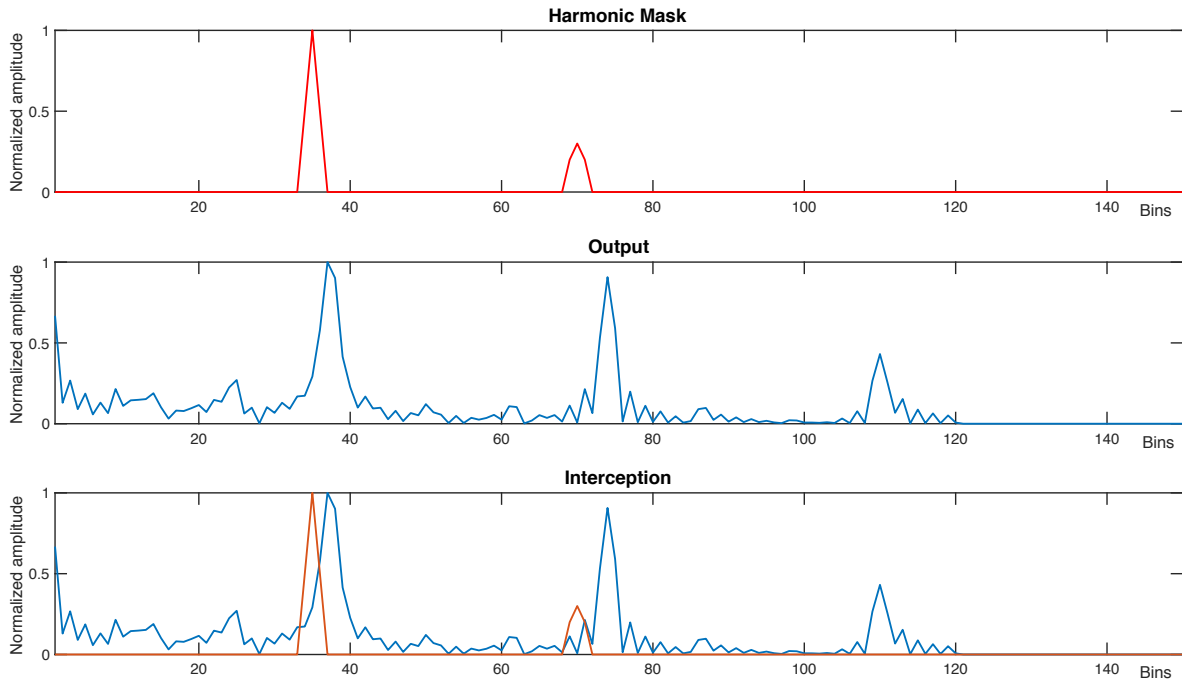 Harmonic Mask
Normalized amplitude
1
0.5
0
20 40 60 80 100 120 140 Bins
Output
Normalized amplitude
1
0.5
0
20 40 60 80 100 120 140 Bins
Interception
Normalized amplitude
1
0.5
0
20 40 60 80 100 120 140 Bins